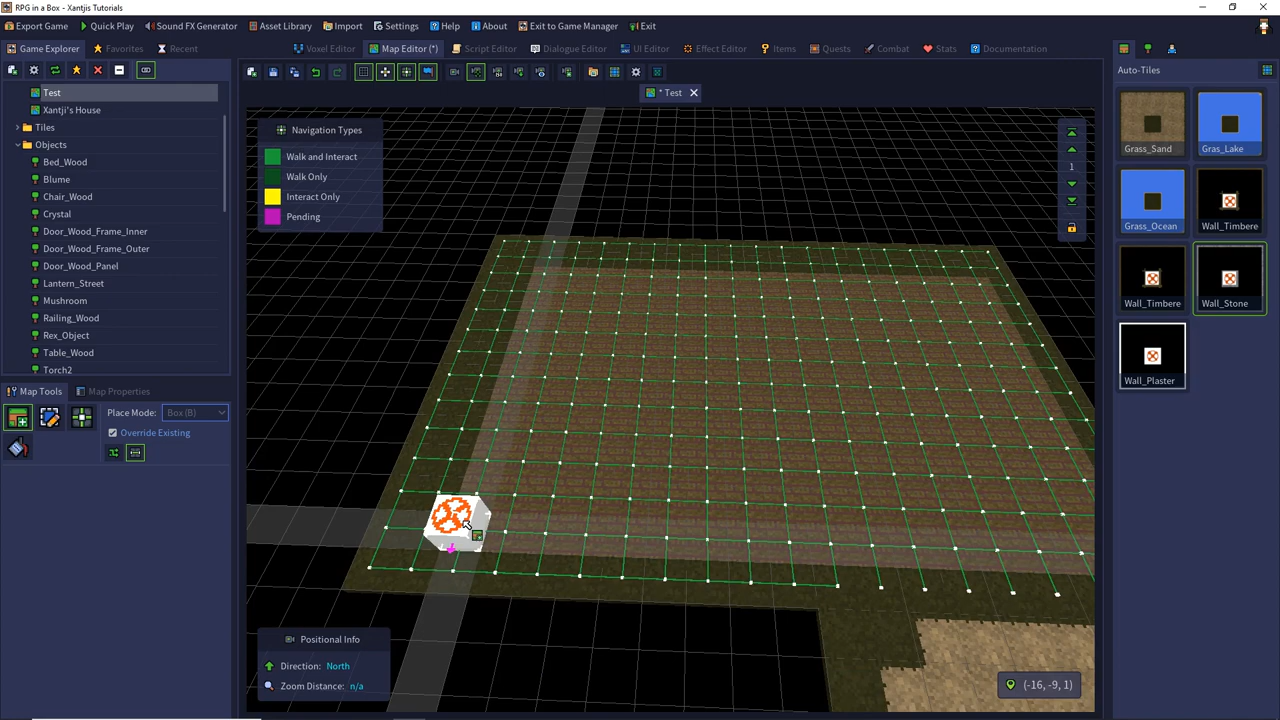 RPG in a Box - Xantjis Tutorials
Export Game Quick Play Sound FX Generator Asset Library Import Settings Help About Exit to Game Manager Exit
Game Explorer Favorites Recent Voxel Editor Map Editor (*) Script Editor Dialogue Editor UI Editor Effect Editor Items Quests Combat Stats Documentation
* Test
Test
Xantji's House
Tiles
Objects
Bed_Wood
Blume
Chair_Wood
Crystal
Door_Wood_Frame_Inner
Door_Wood_Frame_Outer
Door_Wood_Panel
Lantern_Street
Mushroom
Railing_Wood
Rex_Object
Table_Wood
Torch2
Map Tools Map Properties
Place Mode: Box (B)
Override Existing
Navigation Types
Walk and Interact
Walk Only
Interact Only
Pending
1
Positional Info
Direction: North
Zoom Distance: n/a
(-16, -9, 1)
Auto-Tiles
Grass_Sand Gras_Lake
Grass_Ocean Wall_Timbere
Wall_Timbere Wall_Stone
Wall_Plaster